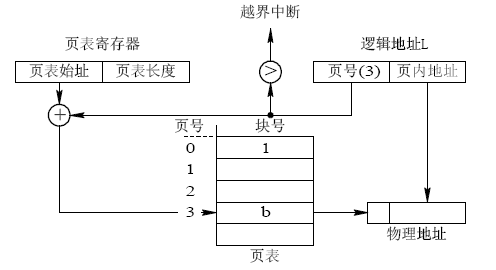 越界中断
页表寄存器
逻辑地址L
页表始址 页表长度
>
页号(3) 页内地址
+
页号 块号
0 1
1
2
3 b
物理地址
页表